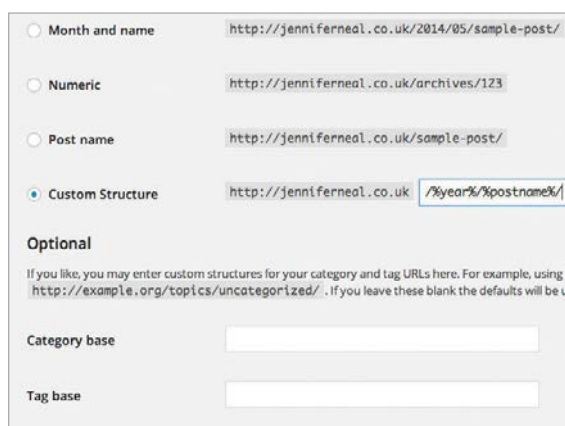 Month and name http://jenniferneal.co.uk/2014/05/sample-post/
Numeric http://jenniferneal.co.uk/archives/123
Post name http://jenniferneal.co.uk/sample-post/
Custom Structure http://jenniferneal.co.uk /%year%/%postname%/
Optional
If you like, you may enter custom structures for your category and tag URLs here. For example, using
http://example.org/topics/uncategorized/ . If you leave these blank the defaults will be
Category base
Tag base